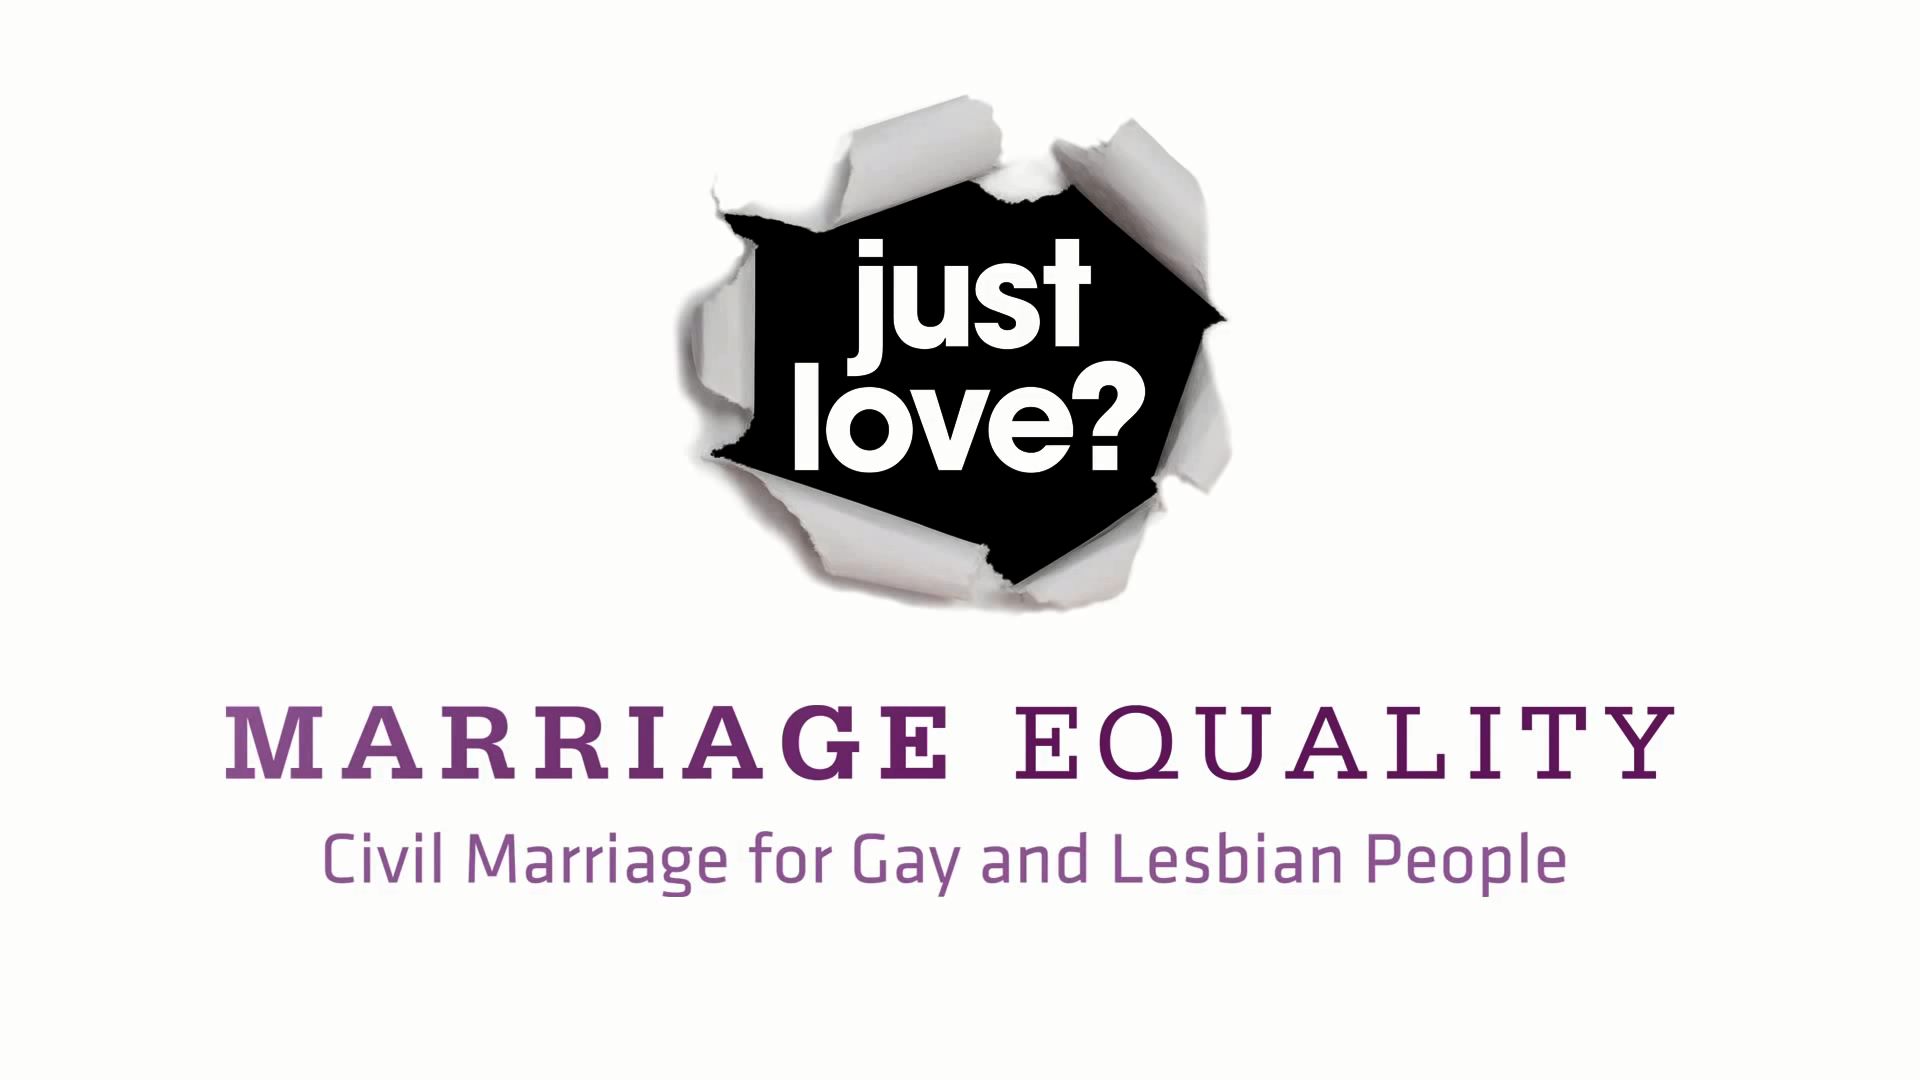 just
love?
MARRIAGE EQUALITY
Civil Marriage for Gay and Lesbian People